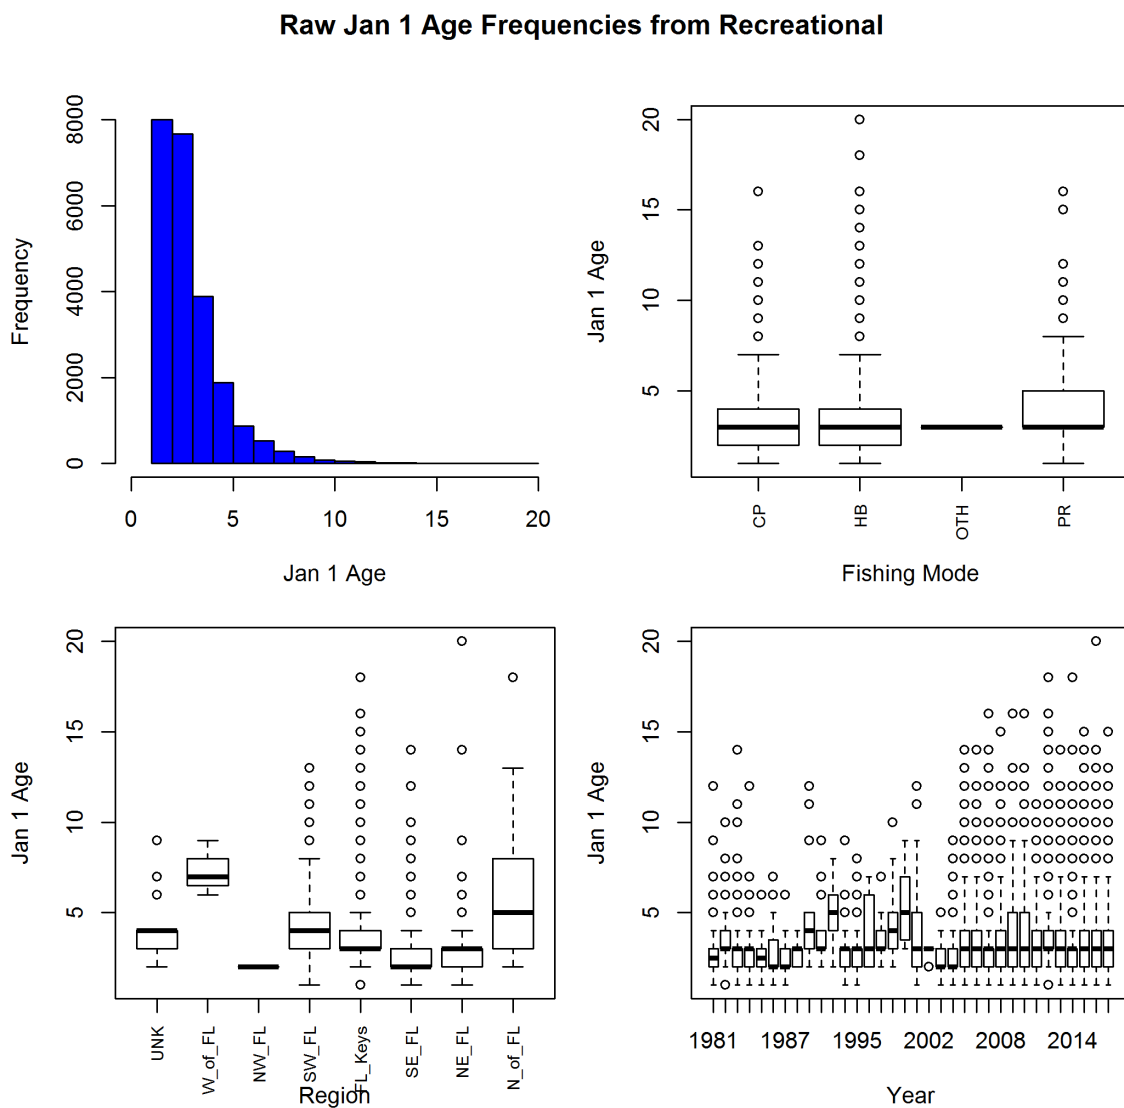 Raw Jan 1 Age Frequencies from Recreational
Frequency
8000
6000
4000
2000
0
0 5 10 15 20
Jan 1 Age
Jan 1 Age
20
15
10
5
CP HB OTH PR
Fishing Mode
Jan 1 Age
20
15
10
5
UNK W_of_FL NW_FL SW_FL FL_Keys SE_FL NE_FL N_of_FL
Region
Jan 1 Age
20
15
10
5
1981 1987 1995 2002 2008 2014
Year